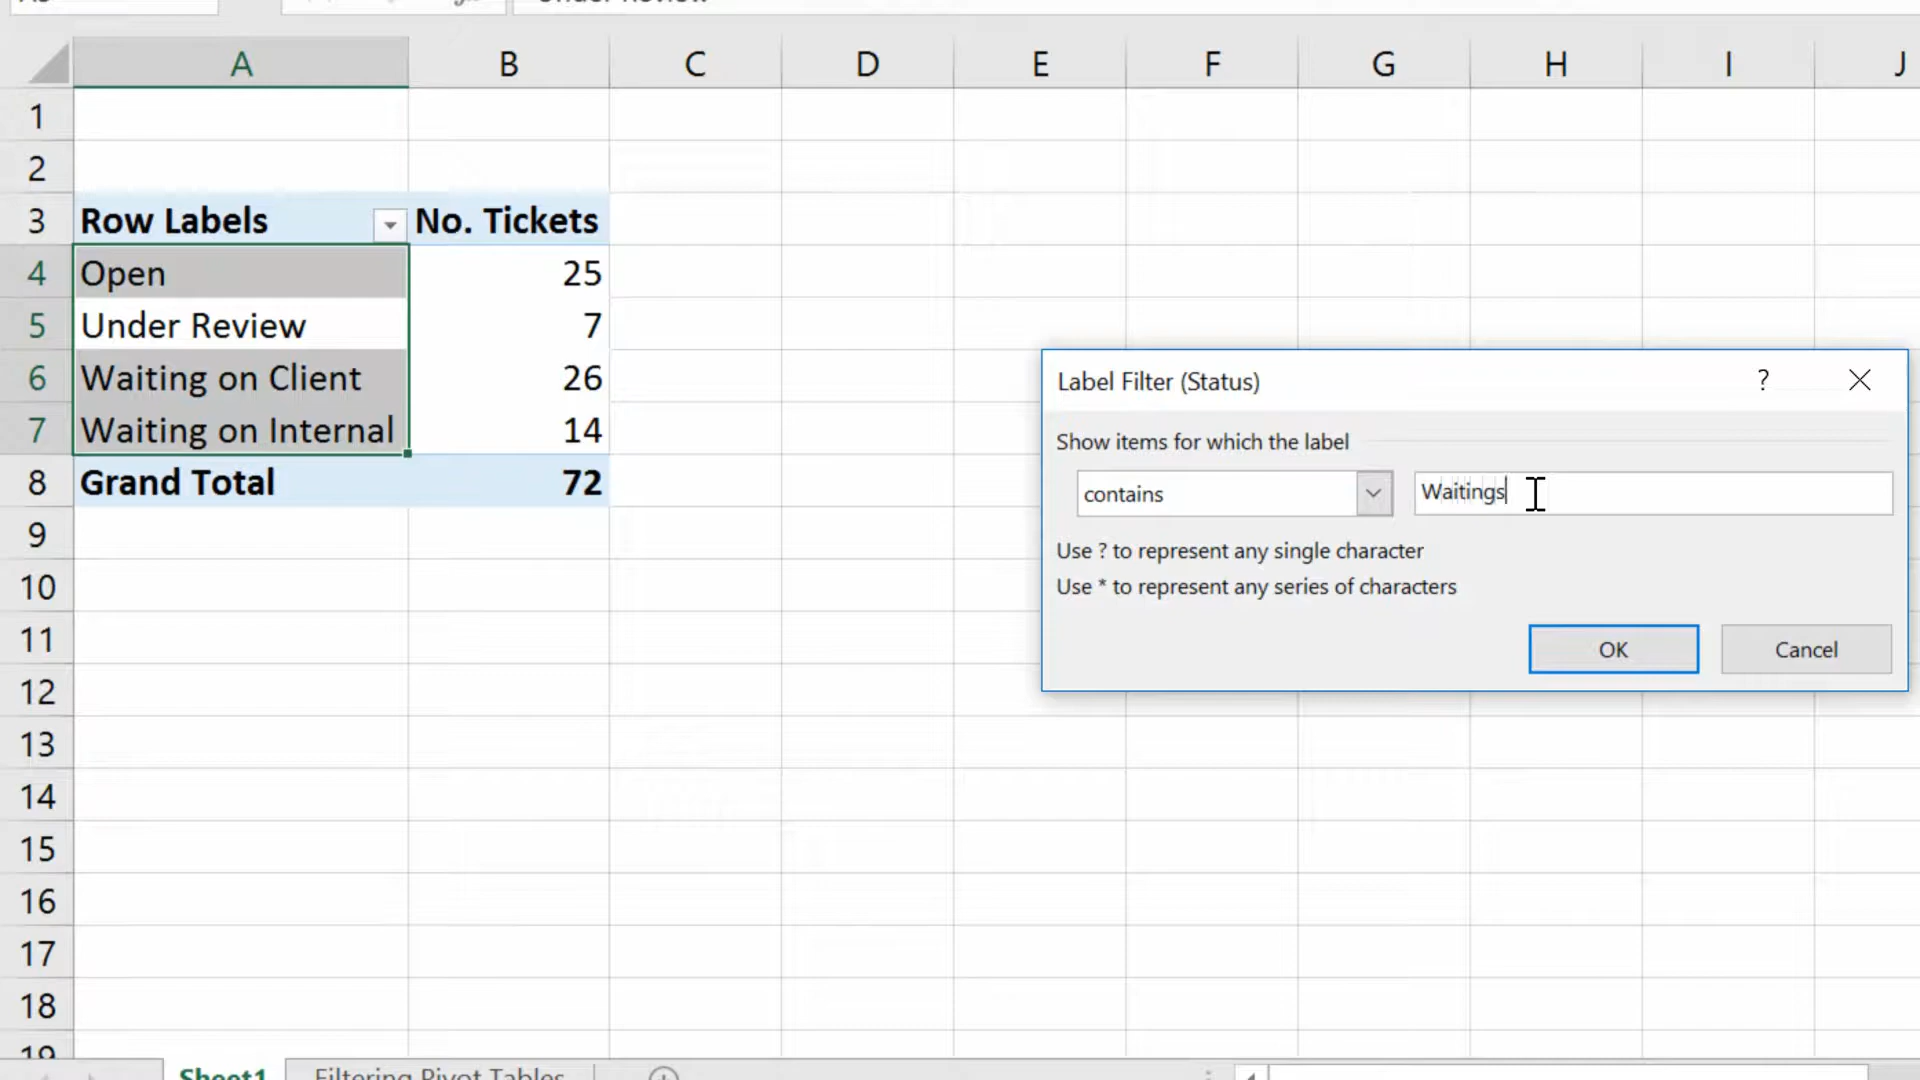 A B C D E F G H I J
1
2
3 Row Labels No. Tickets
4 Open 25
5 Under Review 7
6 Waiting on Client 26
7 Waiting on Internal 14
8 Grand Total 72
9
10
11
12
13
14
15
16
17
18
19
Label Filter (Status) ?
Show items for which the label
contains Waitings
Use ? to represent any single character
Use * to represent any series of characters
OK Cancel
Sheet1 Filtering Pivot Tables